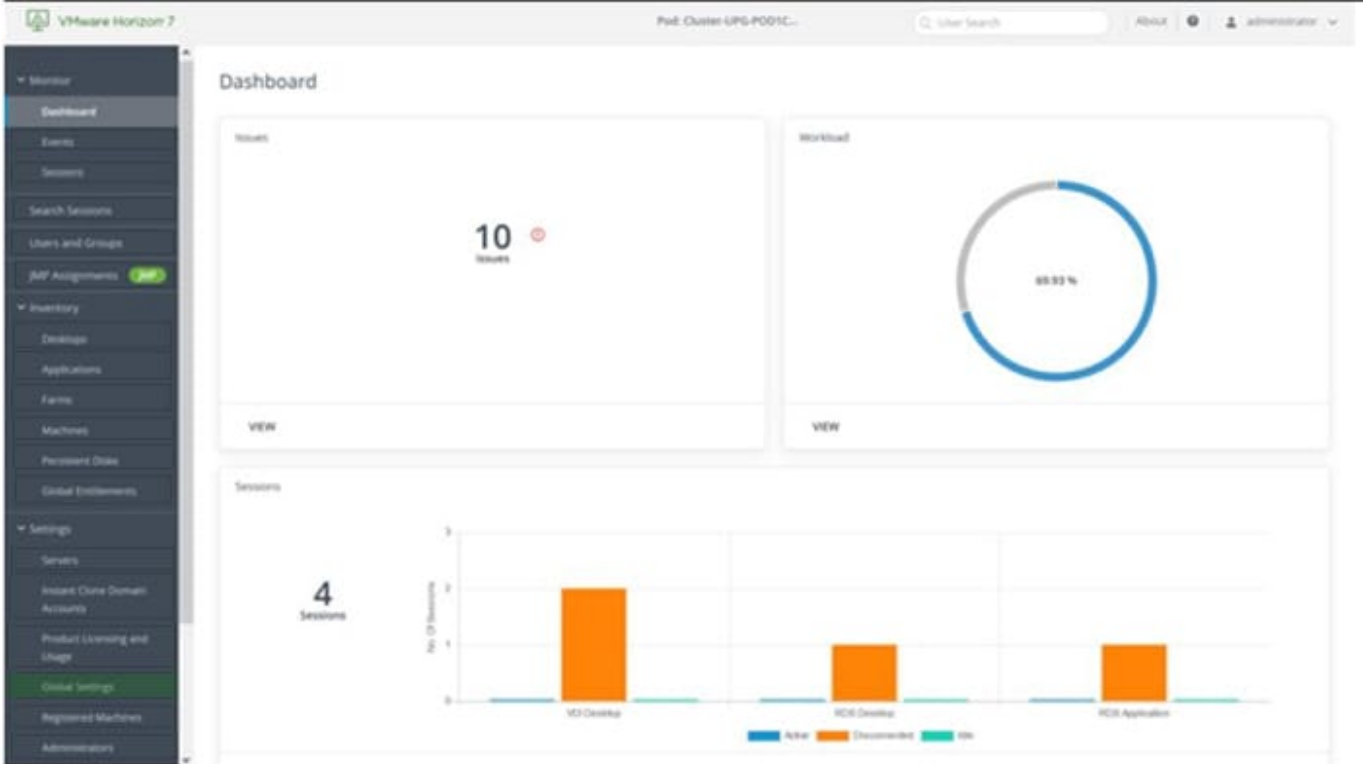 VMware Horizon 7
Pod: Cluster-UPG-POD1C...
User Search
About
administrator
Monitor
Dashboard
Events
Sessions
Search Sessions
Users and Groups
JMP Assignments JMP
Inventory
Desktops
Applications
Farms
Machines
Persistent Disks
Global Entitlements
Settings
Servers
Instant Clone Domain
Accounts
Product Licensing and
Usage
Global Settings
Registered Machines
Administrators
Dashboard
Issues
10
Issues
VIEW
Workload
69.93 %
VIEW
Sessions
4
Sessions
No. Of Sessions
3
2
1
0
VDI Desktop
RDS Desktop
RDS Application
Active
Disconnected
Idle